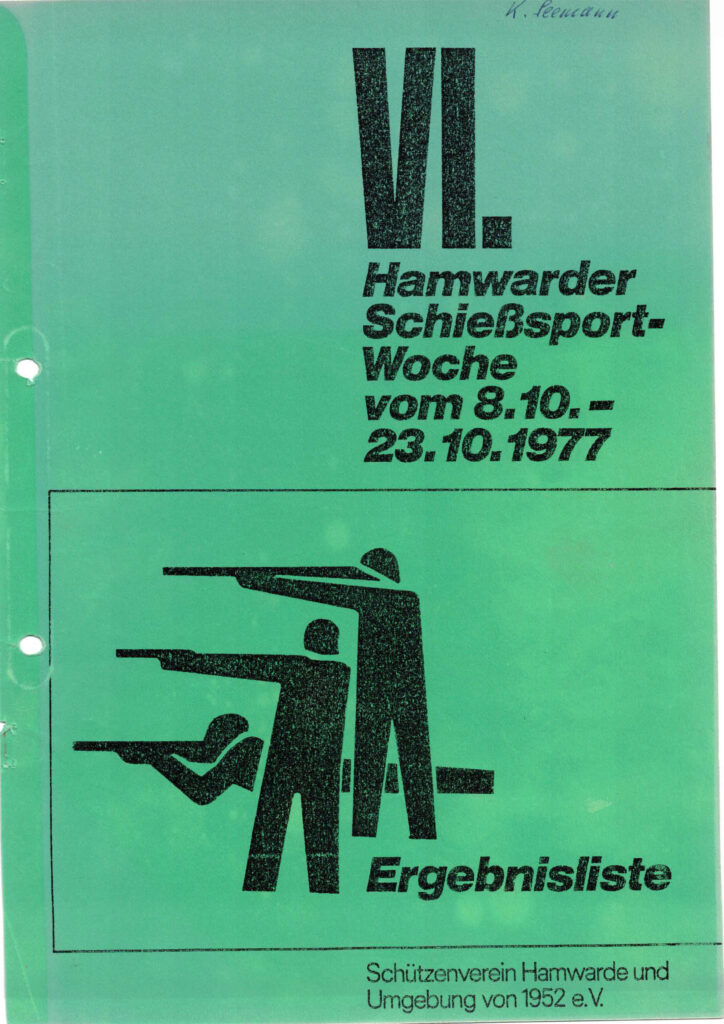 K. Seemann
VI.
Hamwarder
Schießsport-
Woche
vom 8.10.–
23.10.1977
Ergebnisliste
Schützenverein Hamwarde und
Umgebung von 1952 e.V.